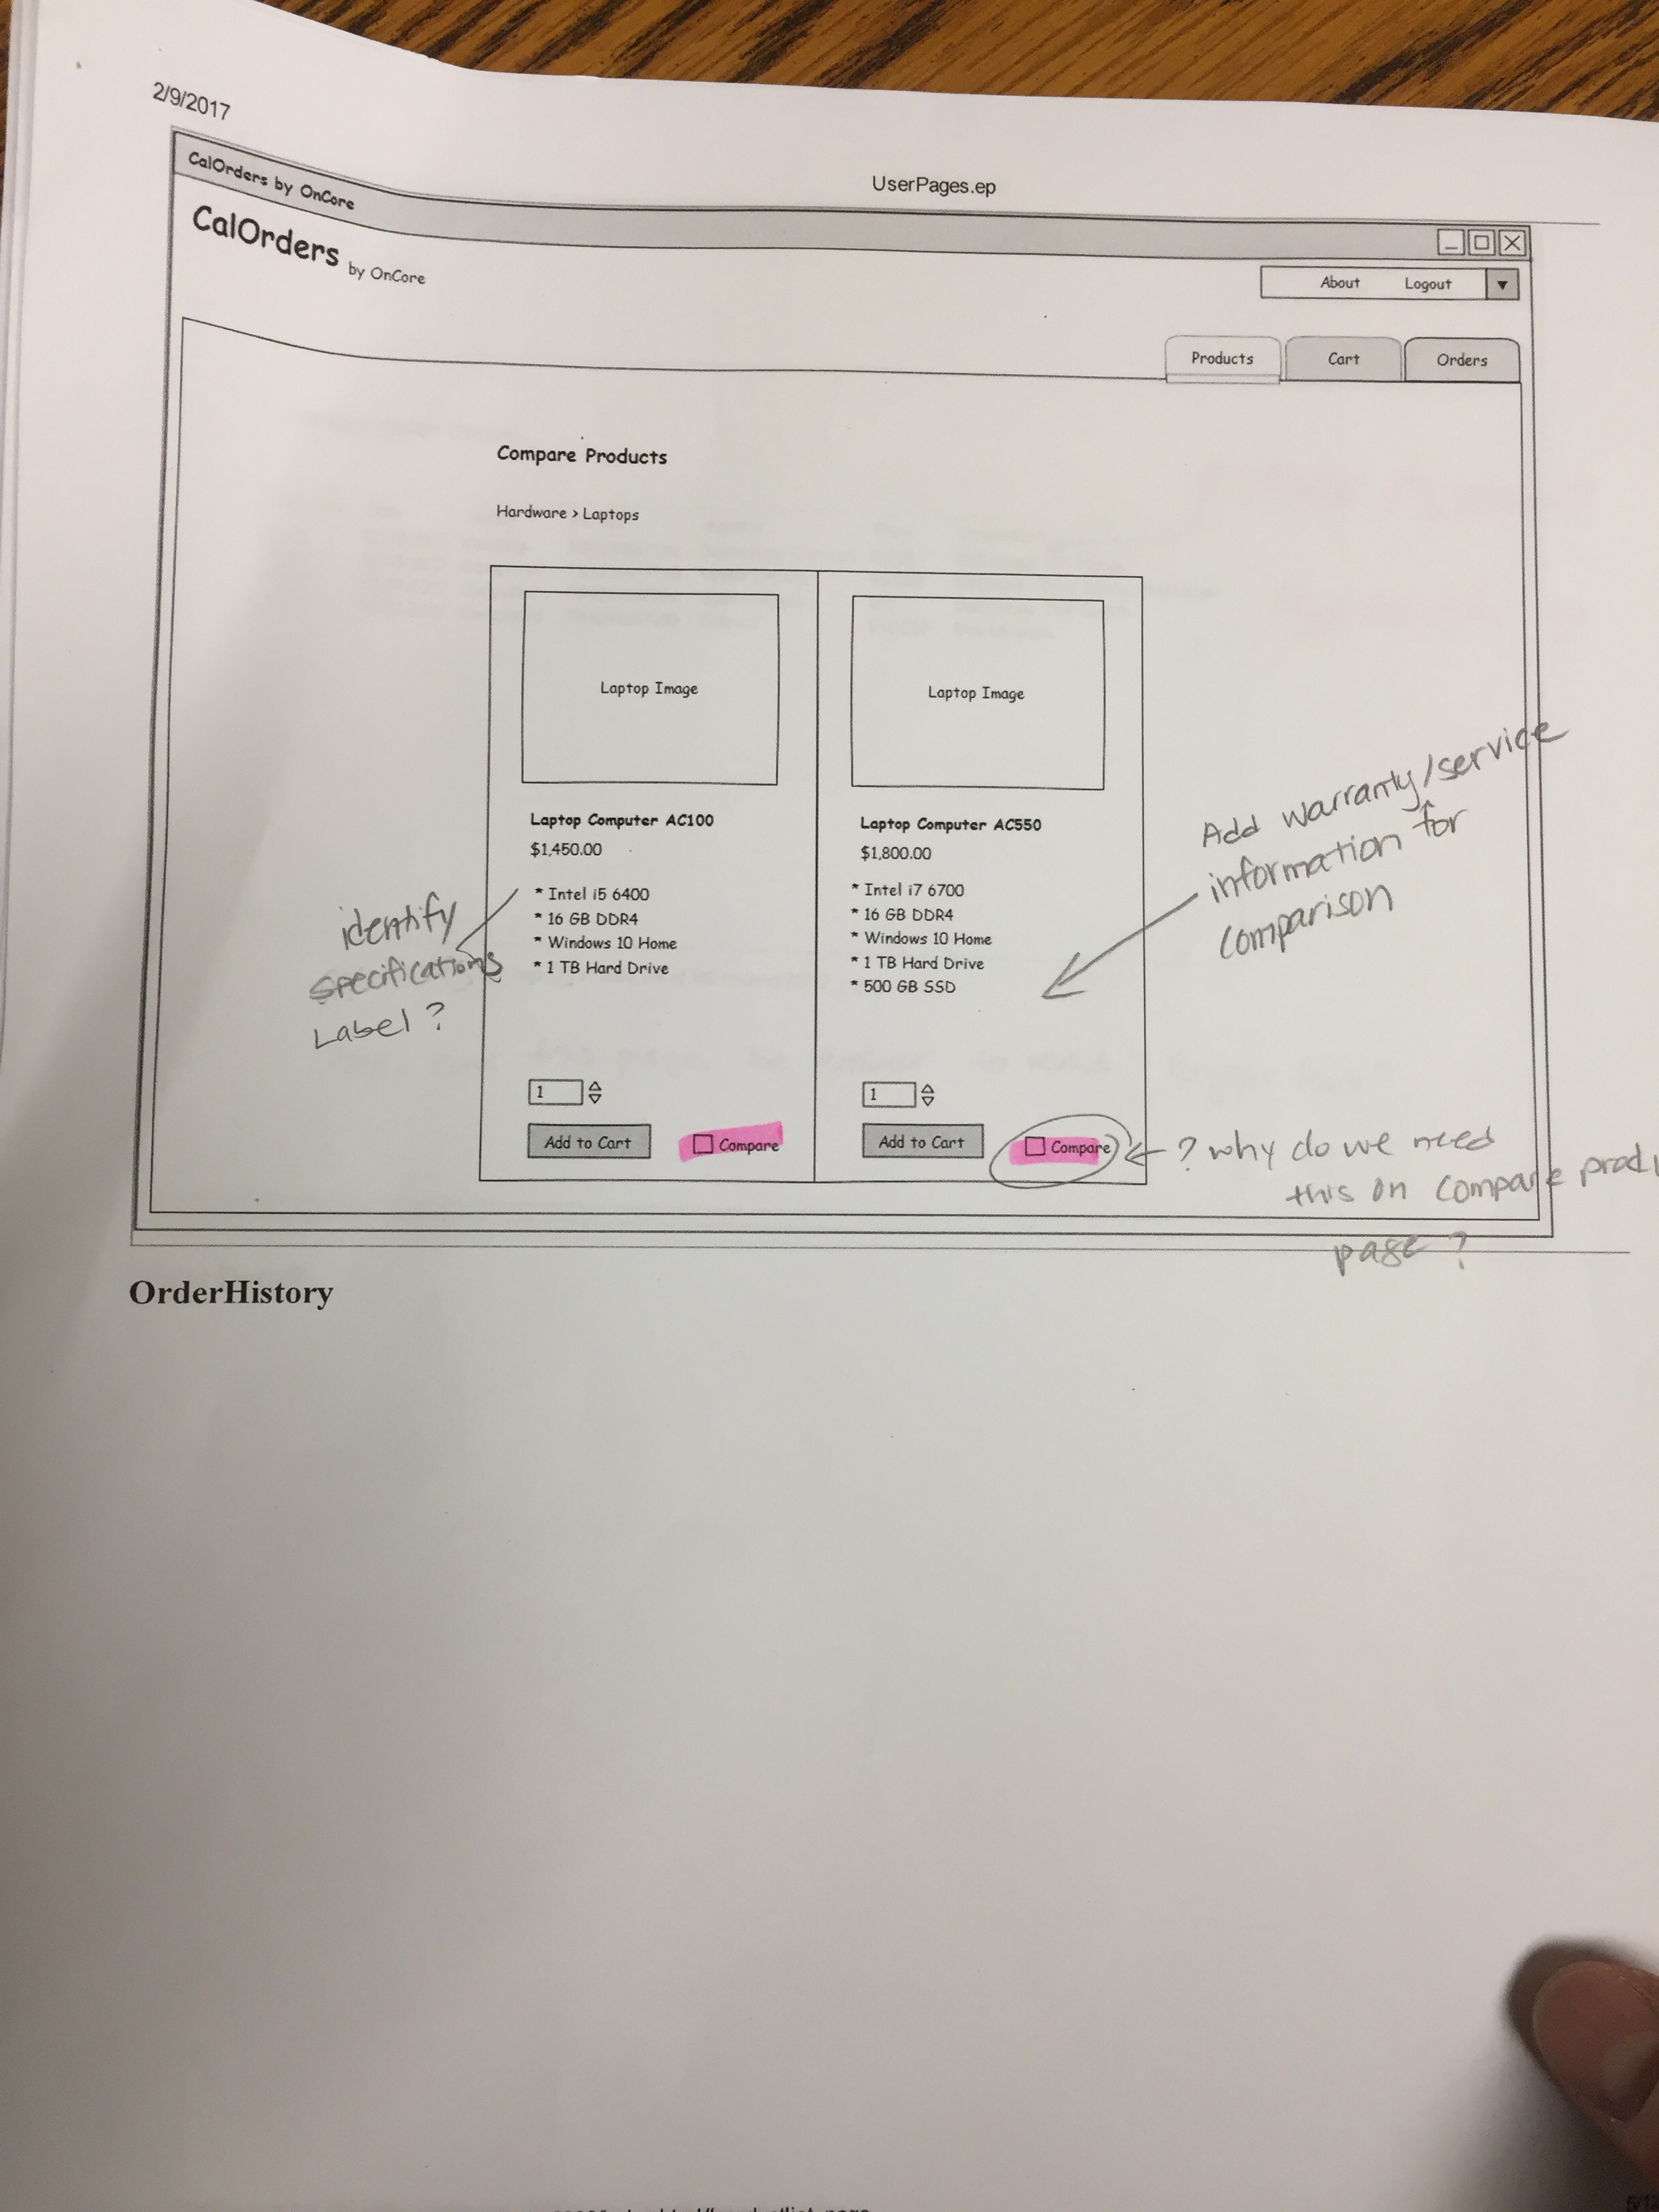 2/9/2017
UserPages.ep
CalOrders by OnCore
CalOrders by OnCore
About Logout
Products Cart Orders
Compare Products
Hardware > Laptops
Laptop Image
Laptop Computer AC100
$1,450.00
* Intel i5 6400
* 16 GB DDR4
* Windows 10 Home
* 1 TB Hard Drive
1
Add to Cart Compare
Laptop Image
Laptop Computer AC550
$1,800.00
* Intel i7 6700
* 16 GB DDR4
* Windows 10 Home
* 1 TB Hard Drive
* 500 GB SSD
1
Add to Cart Compare
identify
specifications
Label ?
Add warranty/service
information for
comparison
? why do we need
this on Compare
page ?
OrderHistory